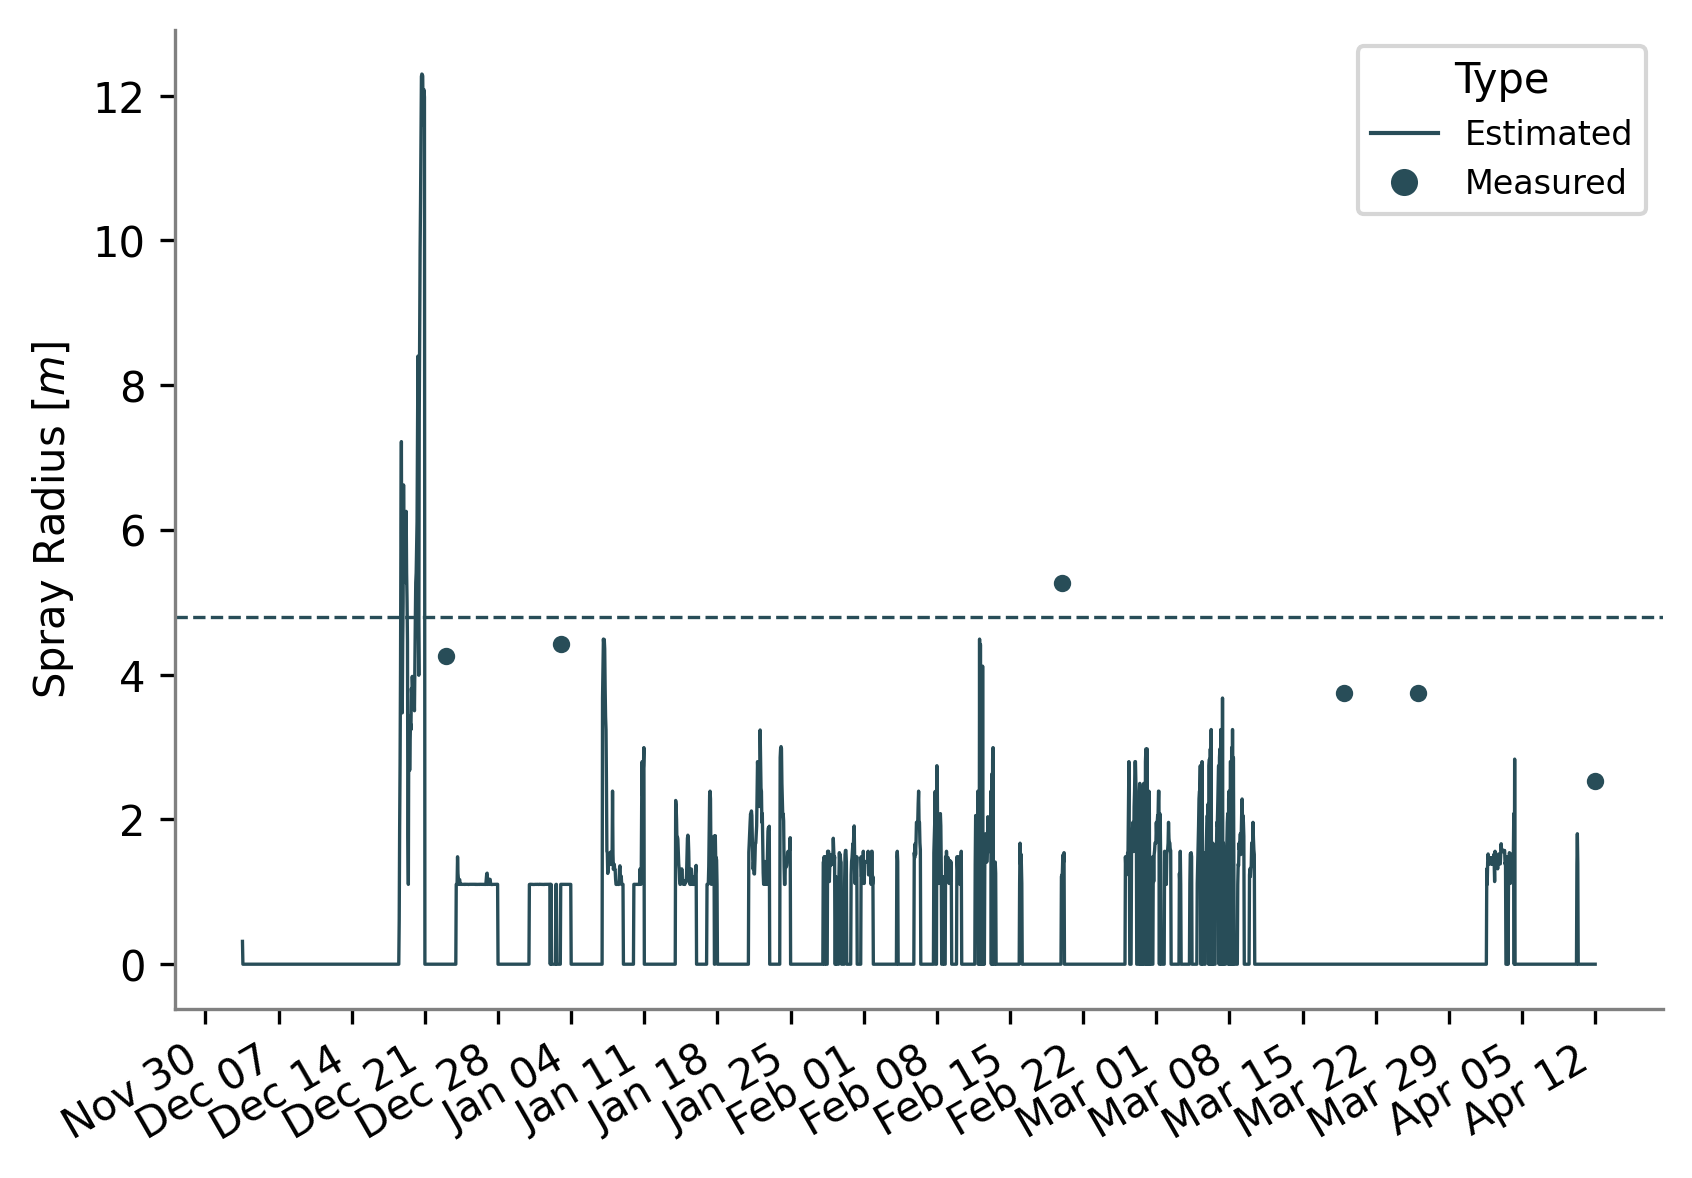 Type
Estimated
Measured
Spray Radius [m]
12
10
8
6
4
2
0
Nov 30
Dec 07
Dec 14
Dec 21
Dec 28
Jan 04
Jan 11
Jan 18
Jan 25
Feb 01
Feb 08
Feb 15
Feb 22
Mar 01
Mar 08
Mar 15
Mar 22
Mar 29
Apr 05
Apr 12